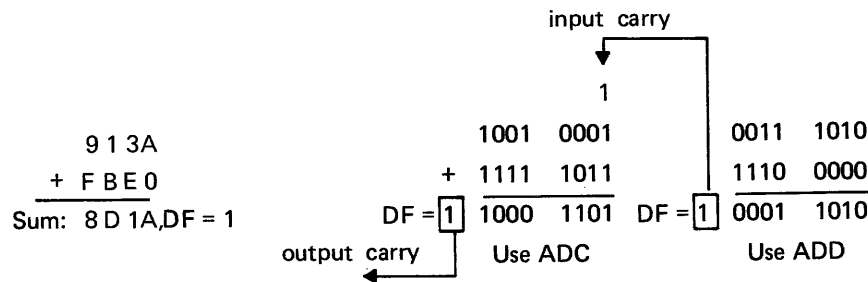 input carry
1
9 1 3A
1001 0001 0011 1010
+ F B E 0
+ 1111 1011 1110 0000
Sum: 8 D 1A,DF = 1
DF = 1 1000 1101 DF = 1 0001 1010
output carry
Use ADC Use ADD